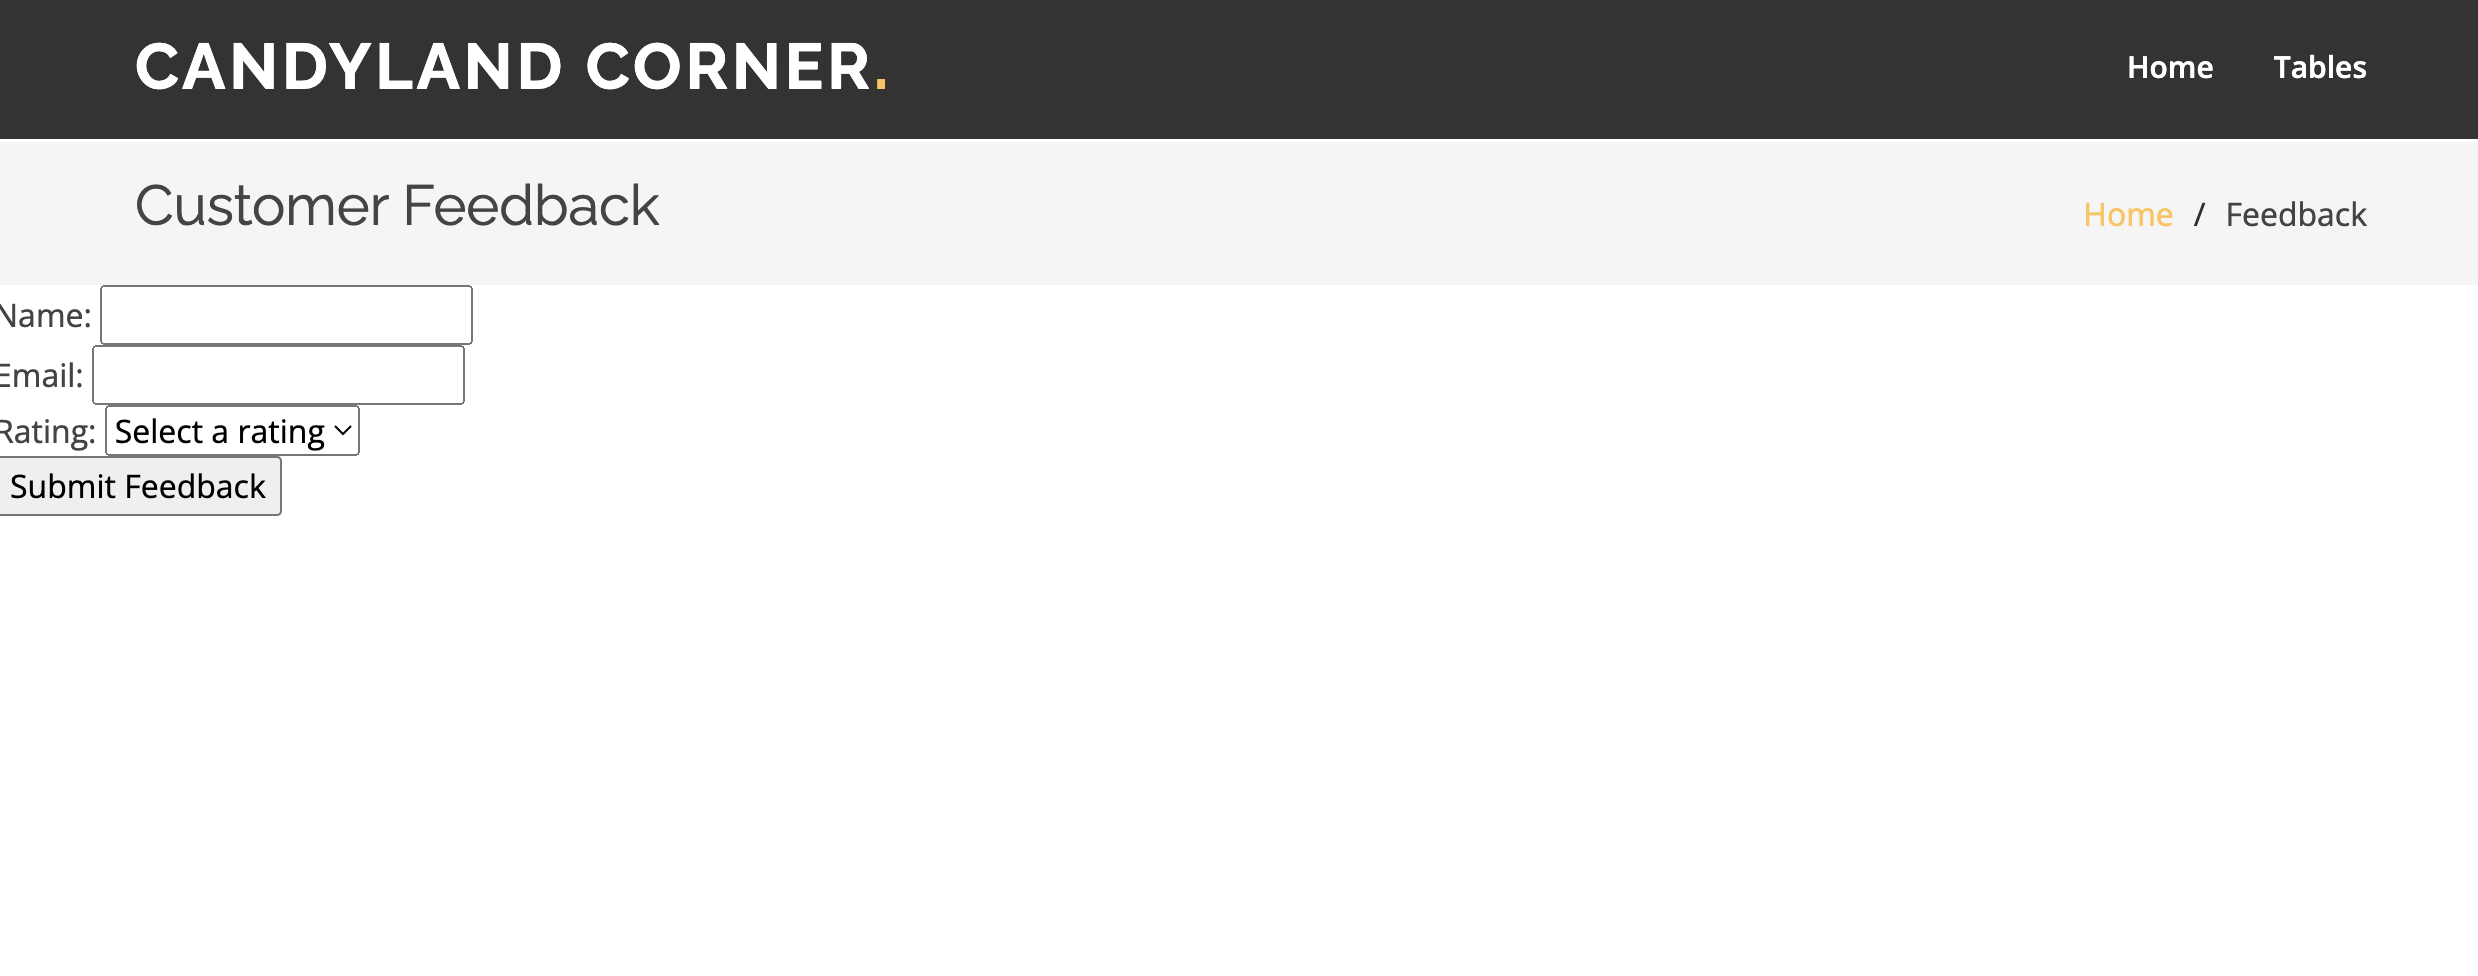 CANDYLAND CORNER.
Home Tables
Customer Feedback
Home / Feedback
Name:
Email:
Rating: Select a rating
Submit Feedback